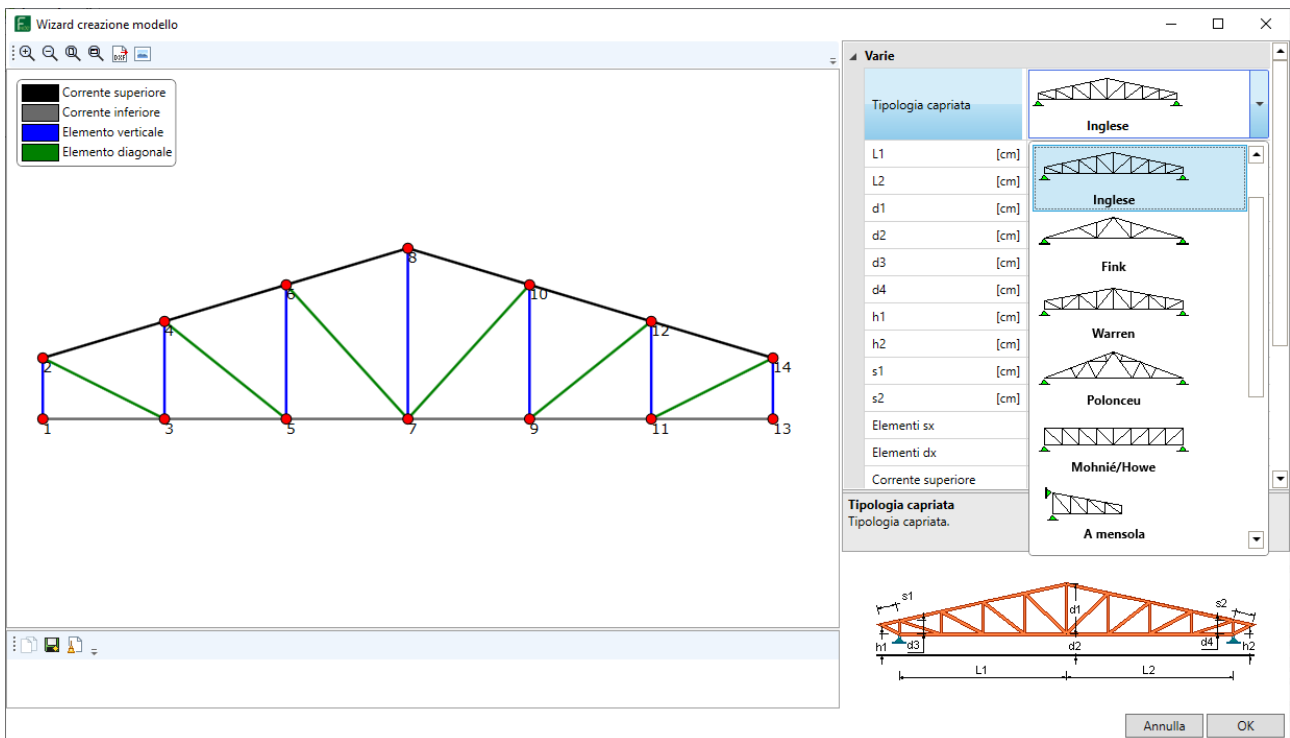 Wizard creazione modello
DXF
Corrente superiore
Corrente inferiore
Elemento verticale
Elemento diagonale
8
6
10
4
12
2
14
1
3
5
7
9
11
13
Varie
Tipologia capriata
Inglese
L1 [cm]
L2 [cm]
d1 [cm]
d2 [cm]
d3 [cm]
d4 [cm]
h1 [cm]
h2 [cm]
s1 [cm]
s2 [cm]
Elementi sx
Elementi dx
Corrente superiore
Inglese
Fink
Warren
Polonceu
Mohnié/Howe
A mensola
Tipologia capriata
Tipologia capriata.
s1
d1
s2
h1
d3
d2
d4
h2
L1
L2
Annulla
OK